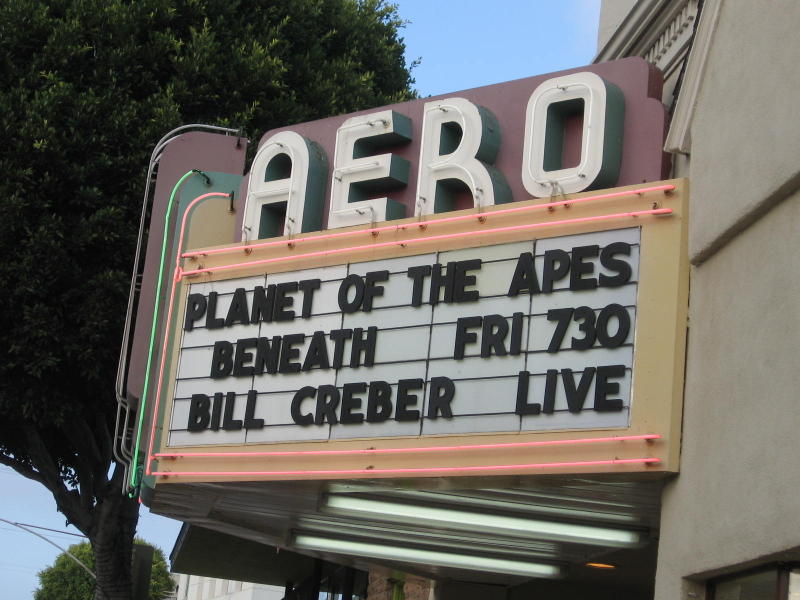 AERO
PLANET OF THE APES
BENEATH FRI 730
BILL CREBER LIVE